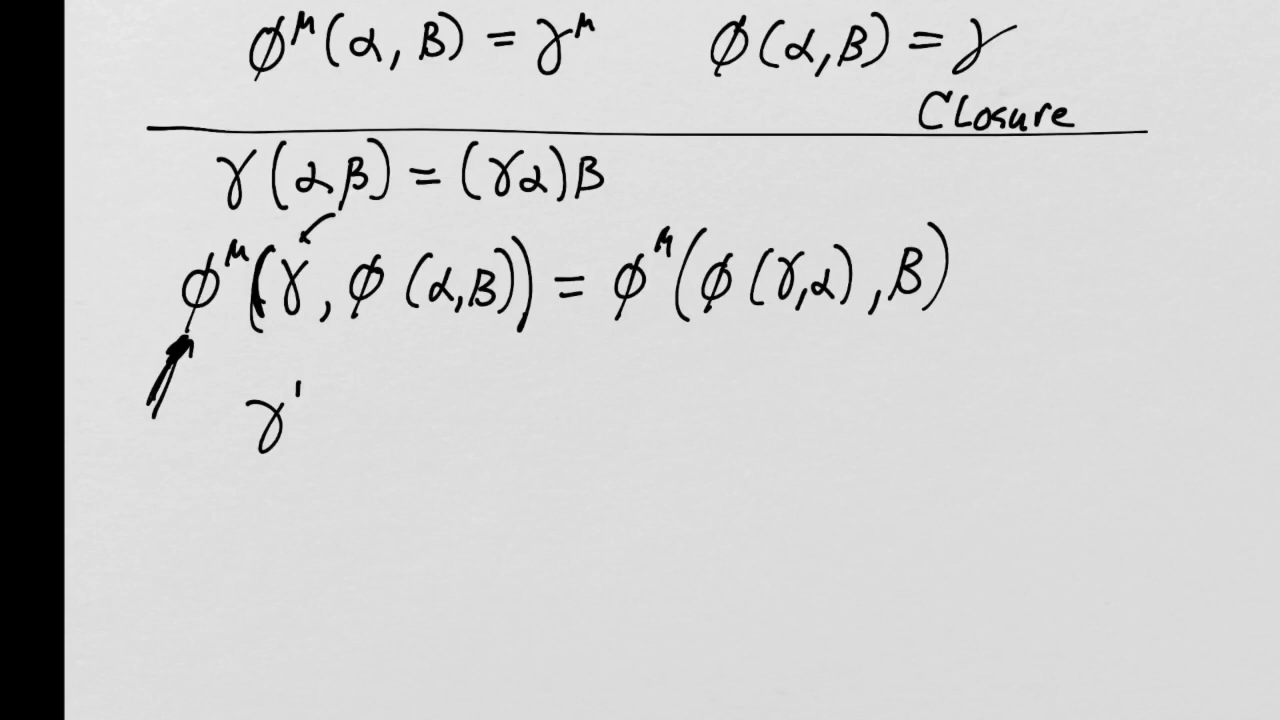 ϕ^μ(α, β) = γ^μ ϕ(α, β) = γ
Closure
γ(αβ) = (γα)β
ϕ^μ(γ, ϕ(α,β)) = ϕ^μ(ϕ(γ,α), β)
γ'